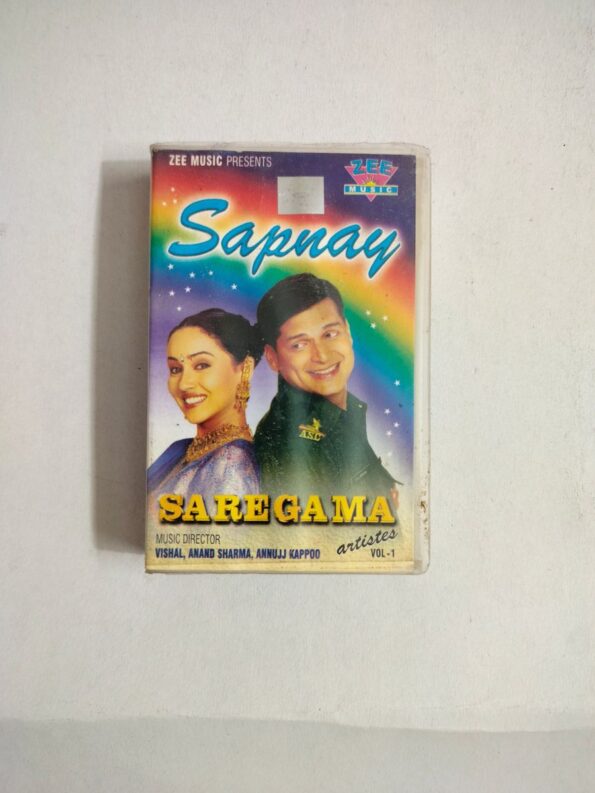 ZEE MUSIC PRESENTS
ZEE
MUSIC
Sapnay
ASC
SAREGAMA
artistes
MUSIC DIRECTOR
VISHAL, ANAND SHARMA, ANNUJJ KAPPOO
VOL-1